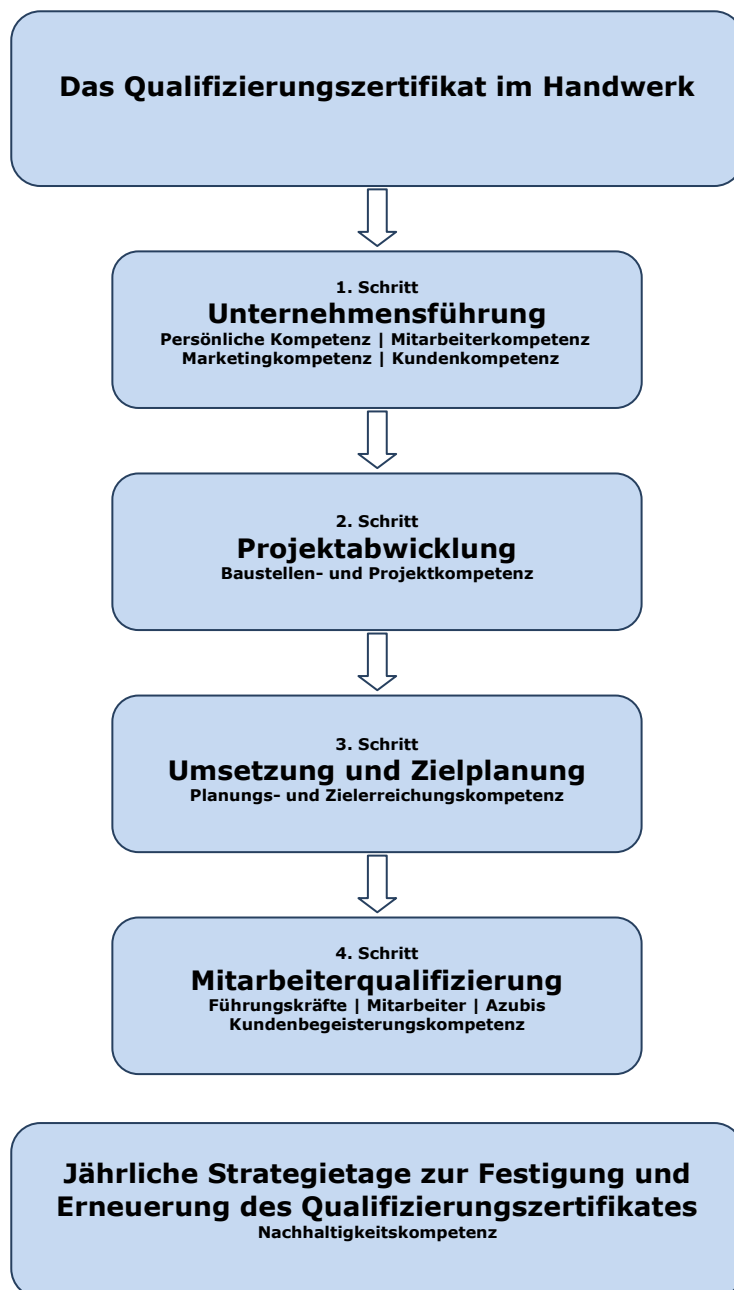 Das Qualifizierungszertifikat im Handwerk
1. Schritt
Unternehmensführung
Persönliche Kompetenz | Mitarbeiterkompetenz
Marketingkompetenz | Kundenkompetenz
2. Schritt
Projektabwicklung
Baustellen- und Projektkompetenz
3. Schritt
Umsetzung und Zielplanung
Planungs- und Zielerreichungskompetenz
4. Schritt
Mitarbeiterqualifizierung
Führungskräfte | Mitarbeiter | Azubis
Kundenbegeisterungskompetenz
Jährliche Strategietage zur Festigung und
Erneuerung des Qualifizierungszertifikates
Nachhaltigkeitskompetenz